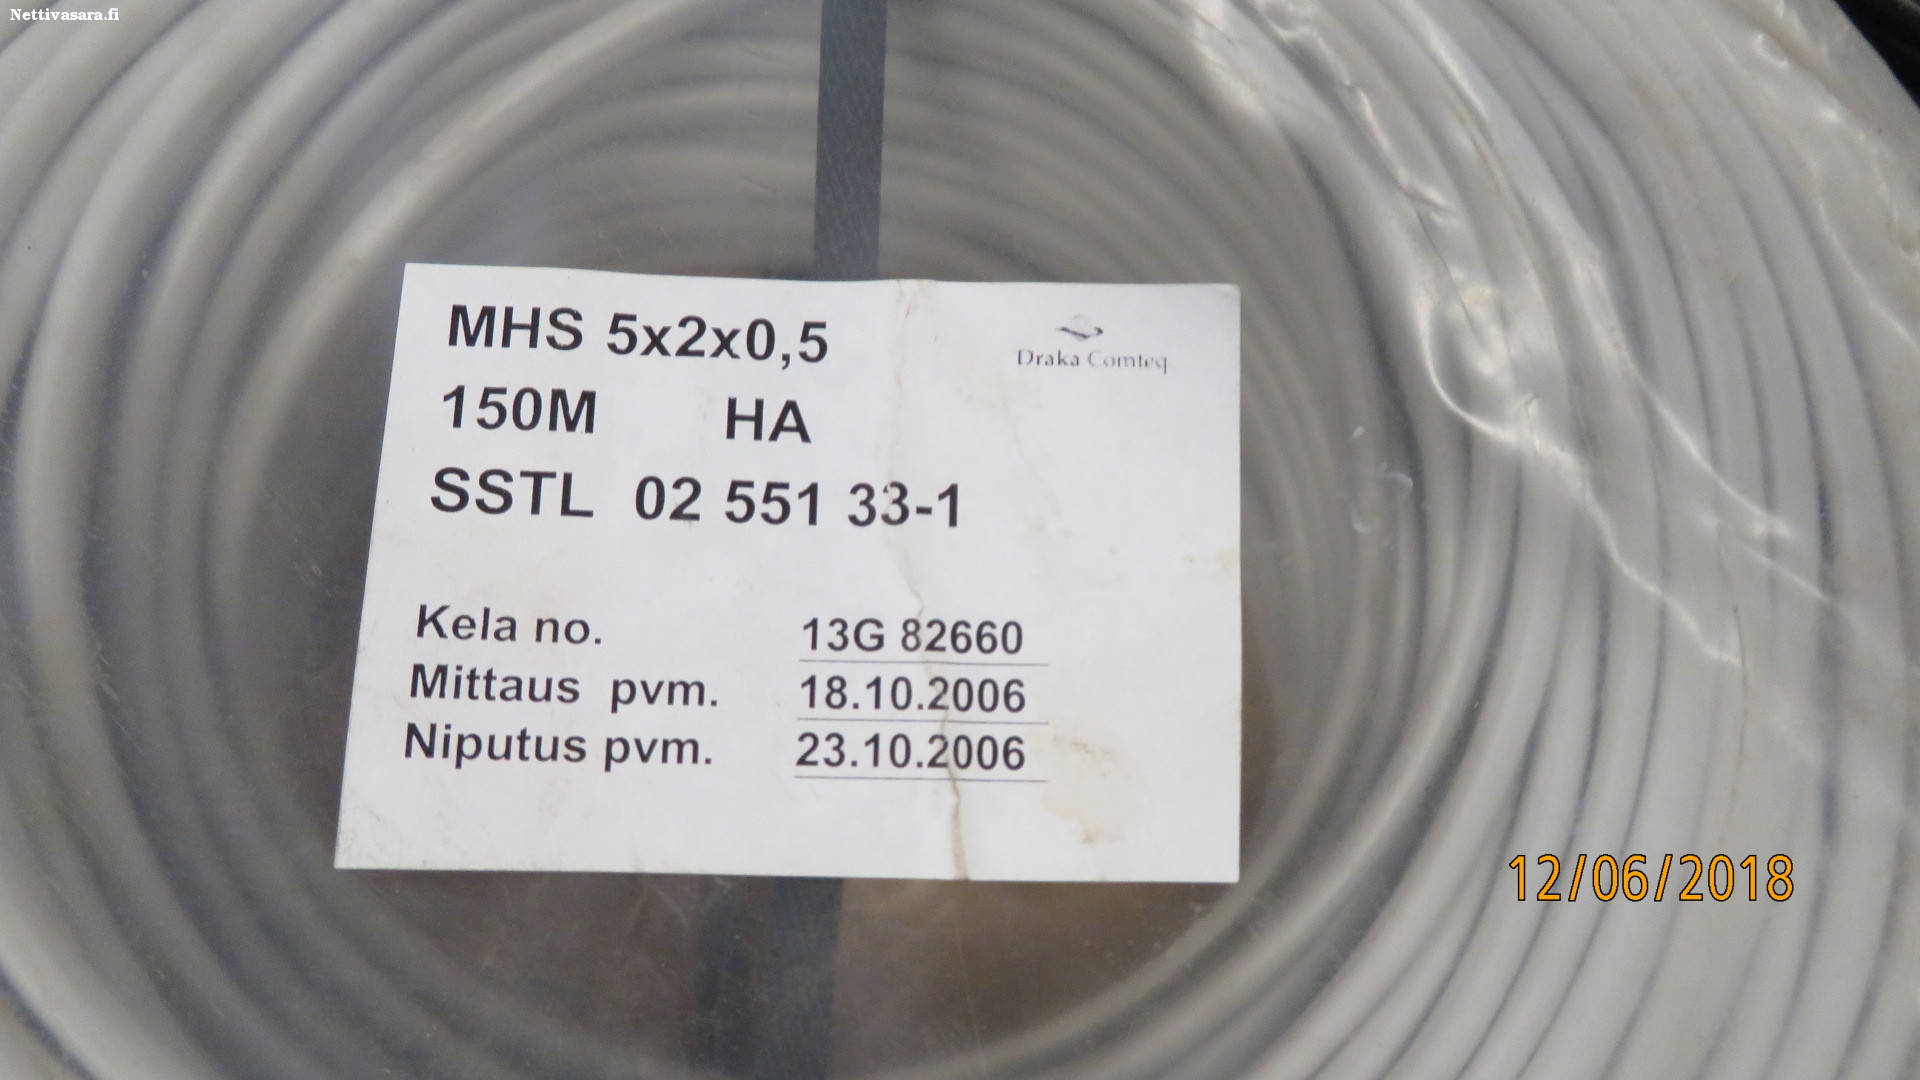 Nettivasara.fi
MHS 5x2x0,5
Draka Comteq
150M HA
SSTL 02 551 33-1
Kela no. 13G 82660
Mittaus pvm. 18.10.2006
Niputus pvm. 23.10.2006
12/06/2018